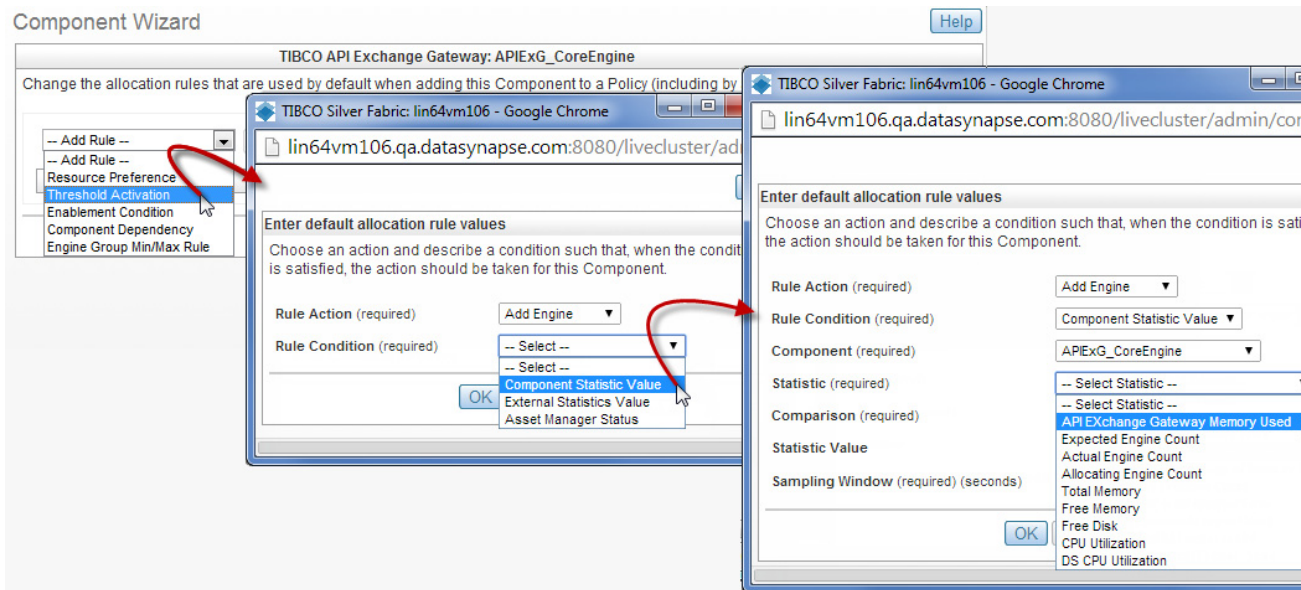 Component Wizard
Help
TIBCO API Exchange Gateway: APIExG_CoreEngine
Change the allocation rules that are used by default when adding this Component to a Policy (including by
-- Add Rule --
-- Add Rule --
Resource Preference
Threshold Activation
Enablement Condition
Component Dependency
Engine Group Min/Max Rule
TIBCO Silver Fabric: lin64vm106 - Google Chrome
lin64vm106.qa.datasynapse.com:8080/livecluster/ad
Enter default allocation rule values
Choose an action and describe a condition such that, when the condit
is satisfied, the action should be taken for this Component.
Rule Action (required)
Add Engine
Rule Condition (required)
-- Select --
-- Select --
Component Statistic Value
External Statistics Value
Asset Manager Status
OK
TIBCO Silver Fabric: lin64vm106 - Google Chrome
lin64vm106.qa.datasynapse.com:8080/livecluster/admin/cor
Enter default allocation rule values
Choose an action and describe a condition such that, when the condition is sati
the action should be taken for this Component.
Rule Action (required)
Add Engine
Rule Condition (required)
Component Statistic Value
Component (required)
APIExG_CoreEngine
Statistic (required)
-- Select Statistic --
Comparison (required)
Statistic Value
Sampling Window (required) (seconds)
-- Select Statistic --
API EXchange Gateway Memory Used
Expected Engine Count
Actual Engine Count
Allocating Engine Count
Total Memory
Free Memory
Free Disk
CPU Utilization
DS CPU Utilization
OK